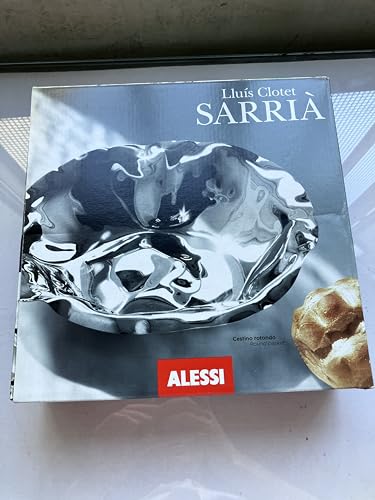 Lluís Clotet
SARRIÀ
Cestino rotondo
Round basket
ALESSI